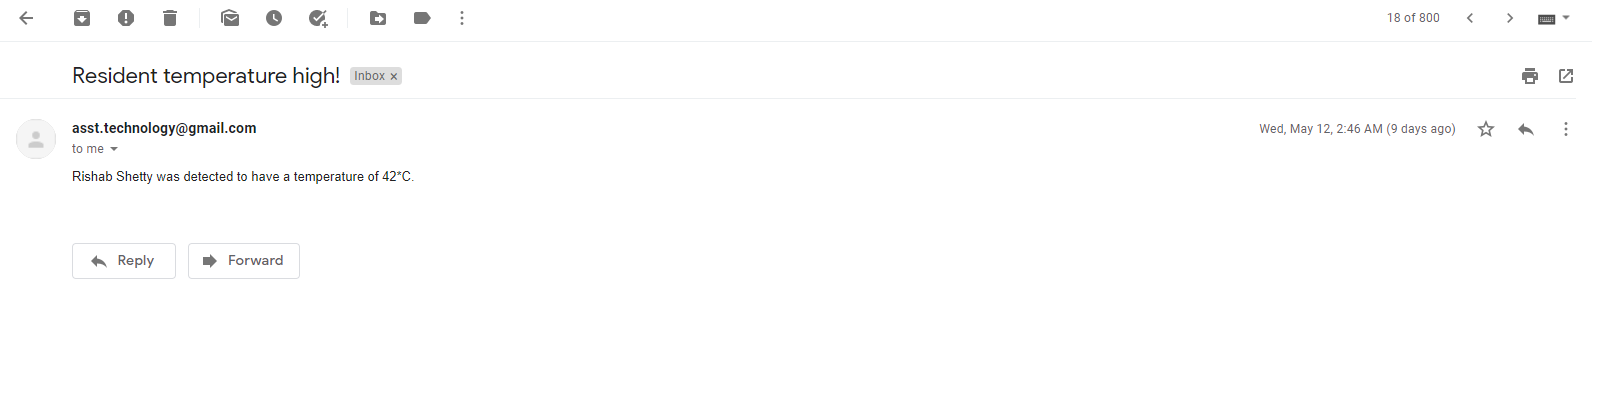 18 of 800
Resident temperature high! Inbox ×
asst.technology@gmail.com Wed, May 12, 2:46 AM (9 days ago)
to me
Rishab Shetty was detected to have a temperature of 42*C.
Reply Forward